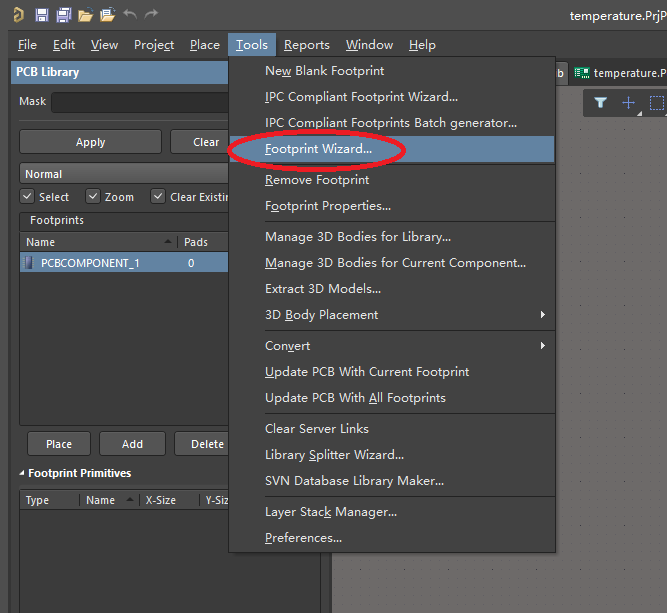 temperature.PrjP
File Edit View Project Place Tools Reports Window Help
PCB Library
Mask
Apply Clear
Normal
Select Zoom Clear Existin
Footprints
Name Pads
PCBCOMPONENT_1 0
Place Add Delete
Footprint Primitives
Type Name X-Size Y-Siz
New Blank Footprint
IPC Compliant Footprint Wizard...
IPC Compliant Footprints Batch generator...
Footprint Wizard...
Remove Footprint
Footprint Properties...
Manage 3D Bodies for Library...
Manage 3D Bodies for Current Component...
Extract 3D Models...
3D Body Placement
Convert
Update PCB With Current Footprint
Update PCB With All Footprints
Clear Server Links
Library Splitter Wizard...
SVN Database Library Maker...
Layer Stack Manager...
Preferences...
b temperature.P